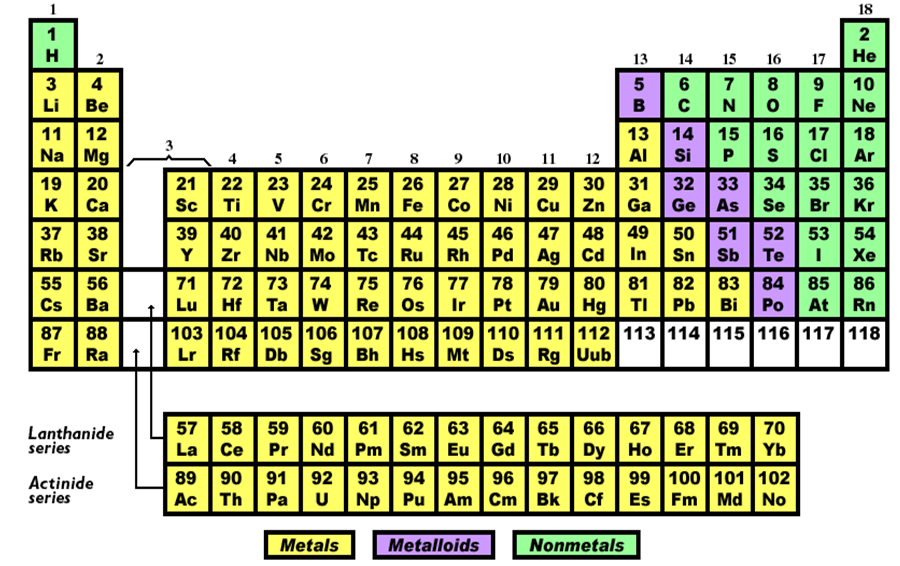 1 18
1 2
H He
2 13 14 15 16 17
3 4 5 6 7 8 9 10
Li Be B C N O F Ne
11 12 13 14 15 16 17 18
Na Mg Al Si P S Cl Ar
3 4 5 6 7 8 9 10 11 12
19 20 21 22 23 24 25 26 27 28 29 30 31 32 33 34 35 36
K Ca Sc Ti V Cr Mn Fe Co Ni Cu Zn Ga Ge As Se Br Kr
37 38 39 40 41 42 43 44 45 46 47 48 49 50 51 52 53 54
Rb Sr Y Zr Nb Mo Tc Ru Rh Pd Ag Cd In Sn Sb Te I Xe
55 56 71 72 73 74 75 76 77 78 79 80 81 82 83 84 85 86
Cs Ba Lu Hf Ta W Re Os Ir Pt Au Hg Tl Pb Bi Po At Rn
87 88 103 104 105 106 107 108 109 110 111 112 113 114 115 116 117 118
Fr Ra Lr Rf Db Sg Bh Hs Mt Ds Rg Uub
Lanthanide series
57 58 59 60 61 62 63 64 65 66 67 68 69 70
La Ce Pr Nd Pm Sm Eu Gd Tb Dy Ho Er Tm Yb
Actinide series
89 90 91 92 93 94 95 96 97 98 99 100 101 102
Ac Th Pa U Np Pu Am Cm Bk Cf Es Fm Md No
Metals Metalloids Nonmetals